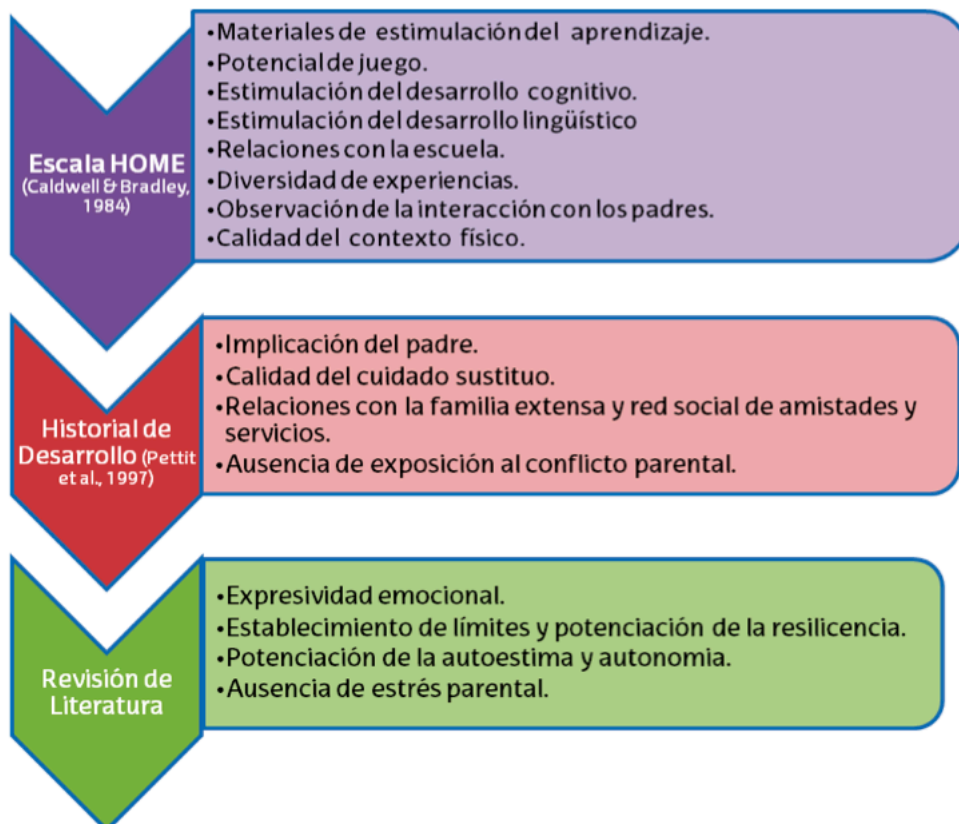 Escala HOME
(Caldwell & Bradley,
1984)
•Materiales de estimulación del aprendizaje.
•Potencial de juego.
•Estimulación del desarrollo cognitivo.
•Estimulación del desarrollo lingüístico
•Relaciones con la escuela.
•Diversidad de experiencias.
•Observación de la interacción con los padres.
•Calidad del contexto físico.
Historial de
Desarrollo (Pettit
et al., 1997)
•Implicación del padre.
•Calidad del cuidado sustituo.
•Relaciones con la familia extensa y red social de amistades y
servicios.
•Ausencia de exposición al conflicto parental.
Revisión de
Literatura
•Expresividad emocional.
•Establecimiento de límites y potenciación de la resilicencia.
•Potenciación de la autoestima y autonomia.
•Ausencia de estrés parental.